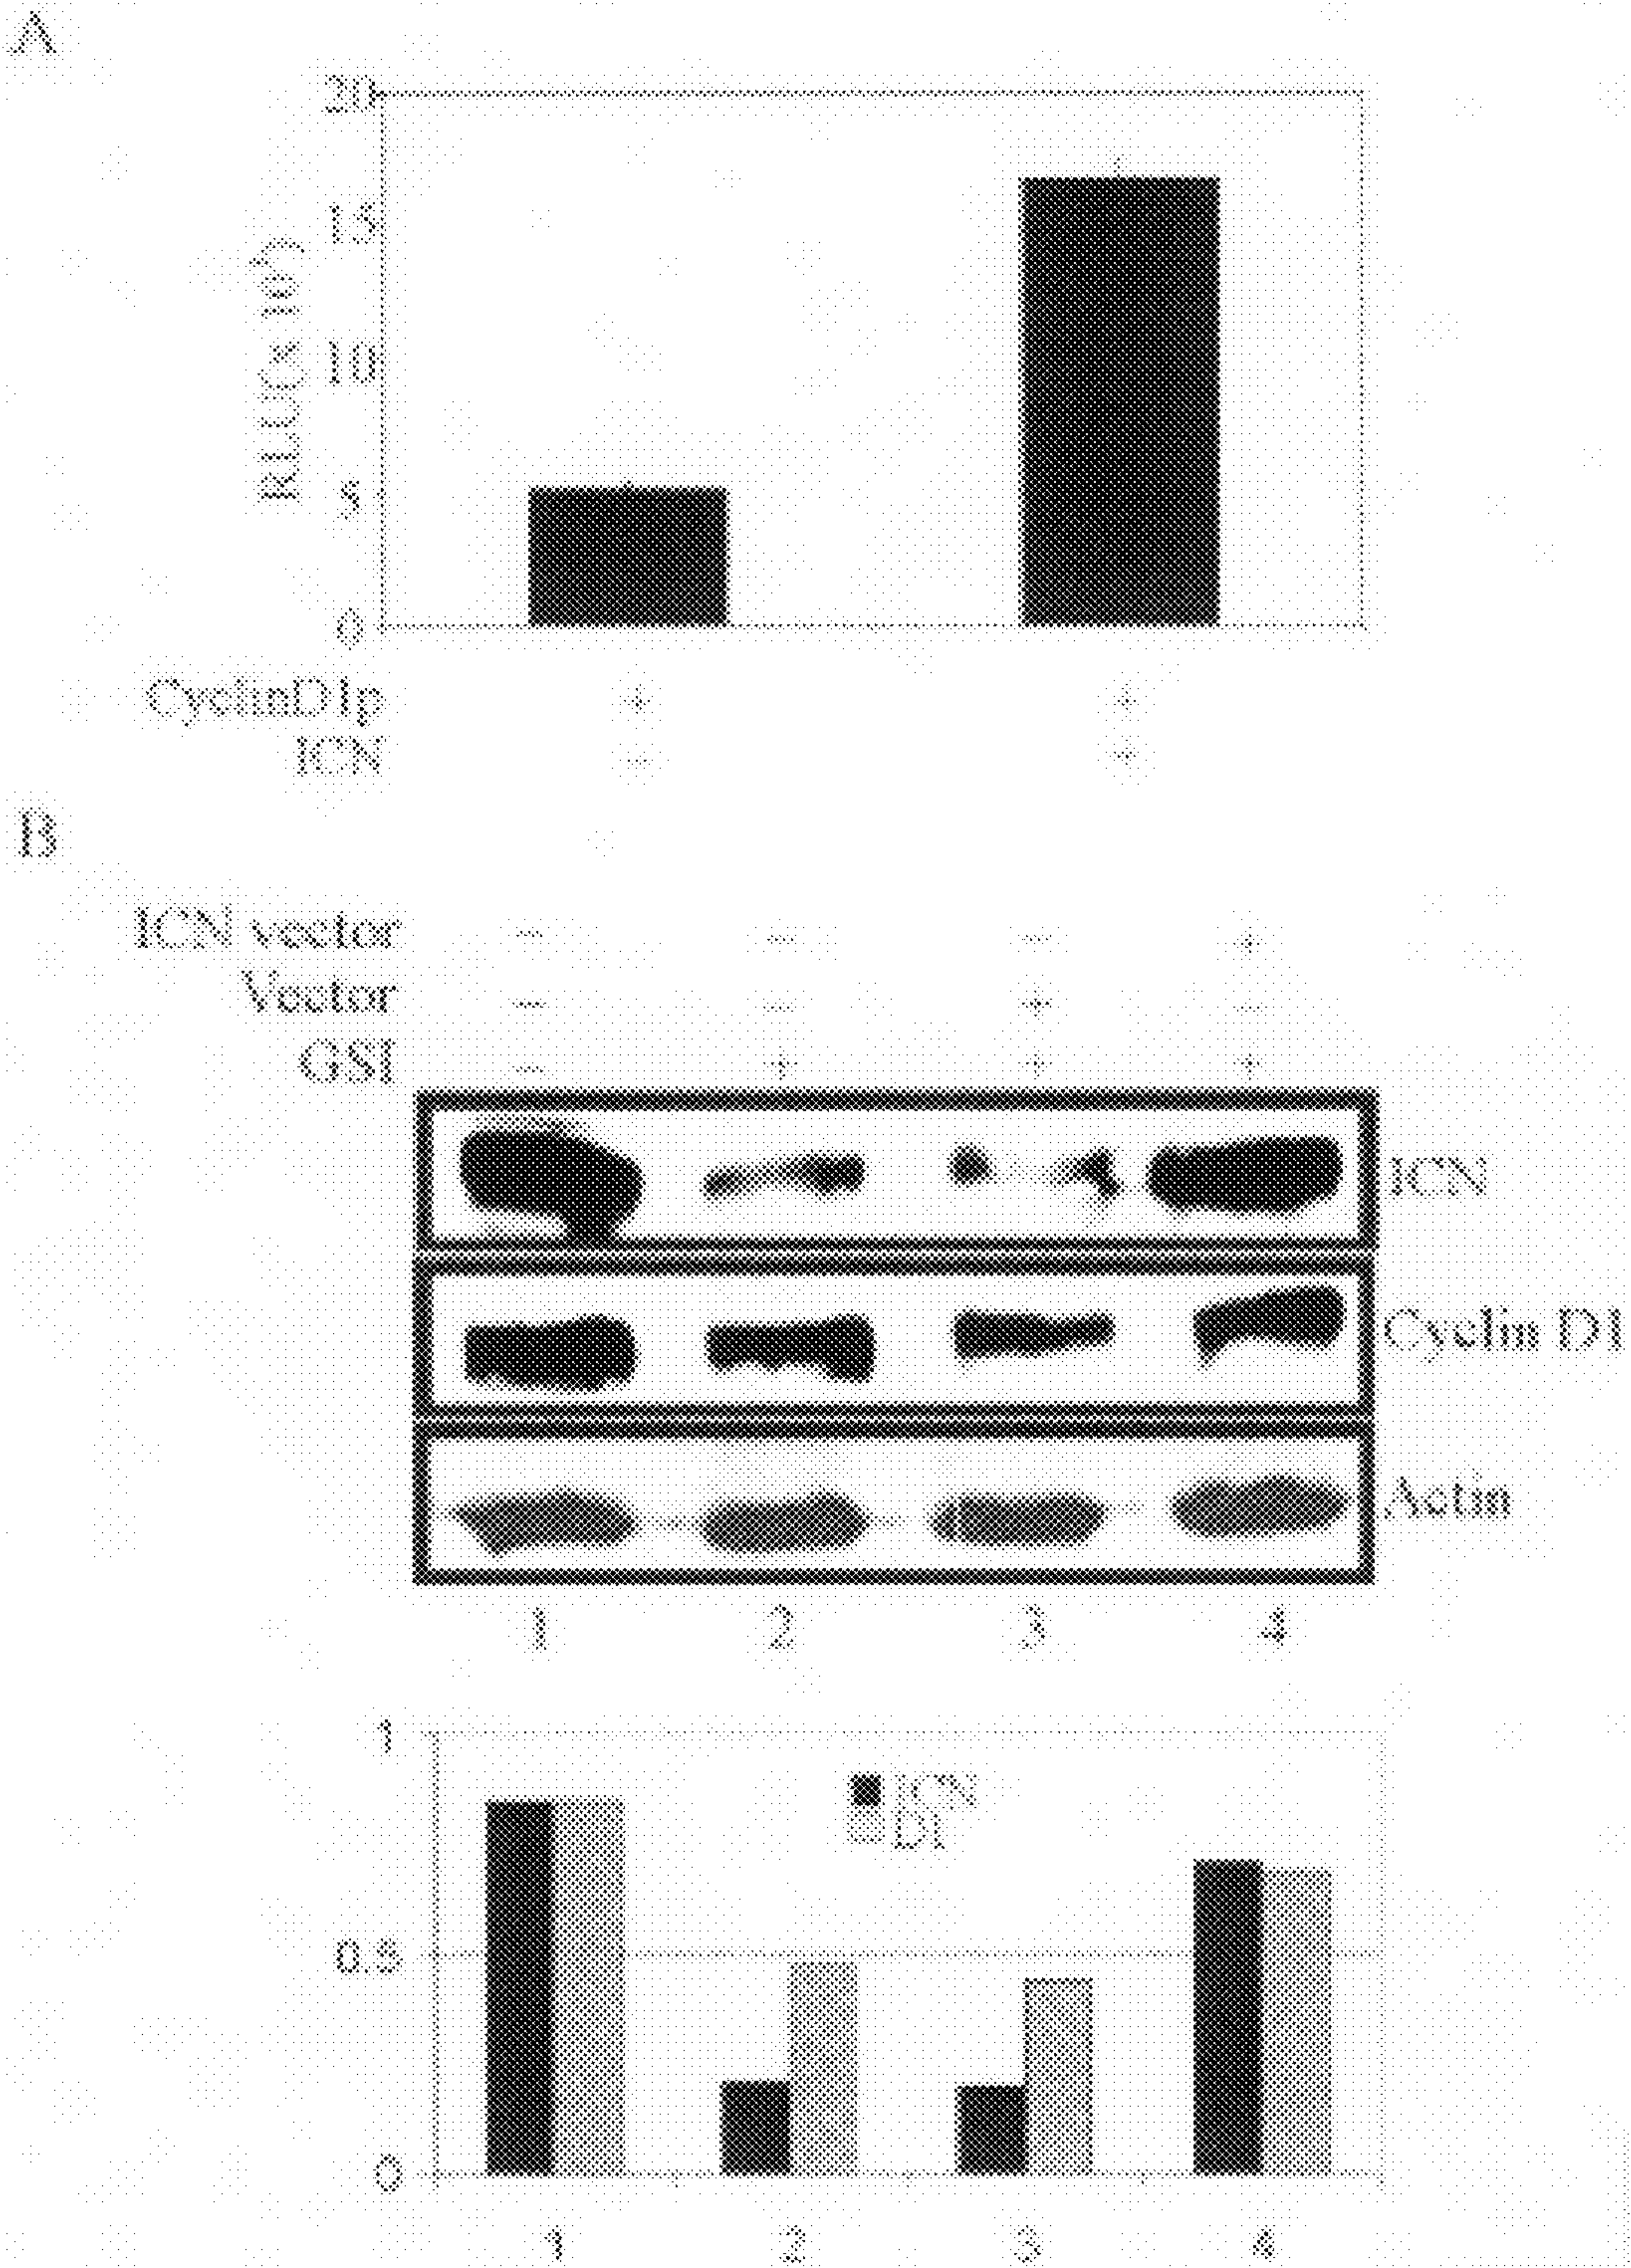 A
20
15
10
5
0
RLU(x 10⁴)
CyclinD1p + +
ICN – +
B
ICN vector – – – +
Vector – – + –
GSI – + + +
ICN
Cyclin D1
Actin
1 2 3 4
1
0.5
0
ICN
D1
1 2 3 4